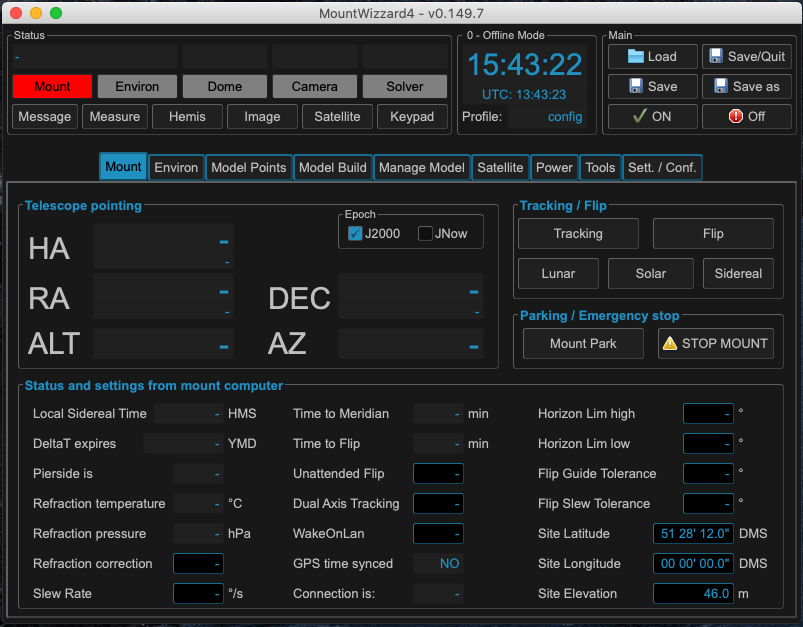 MountWizzard4 - v0.149.7
Status
-
Mount Environ Dome Camera Solver
Message Measure Hemis Image Satellite Keypad
0 - Offline Mode
15:43:22
UTC: 13:43:23
Profile: config
Main
Load Save/Quit
Save Save as
ON Off
Mount Environ Model Points Model Build Manage Model Satellite Power Tools Sett. / Conf.
Telescope pointing
Epoch
J2000 JNow
HA -
-
RA -
-
DEC -
-
ALT -
AZ -
Tracking / Flip
Tracking Flip
Lunar Solar Sidereal
Parking / Emergency stop
Mount Park STOP MOUNT
Status and settings from mount computer
Local Sidereal Time - HMS
DeltaT expires - YMD
Pierside is -
Refraction temperature - °C
Refraction pressure - hPa
Refraction correction -
Slew Rate - °/s
Time to Meridian - min
Time to Flip - min
Unattended Flip -
Dual Axis Tracking -
WakeOnLan -
GPS time synced NO
Connection is: -
Horizon Lim high - °
Horizon Lim low - °
Flip Guide Tolerance - °
Flip Slew Tolerance - °
Site Latitude 51 28' 12.0" DMS
Site Longitude 00 00' 00.0" DMS
Site Elevation 46.0 m